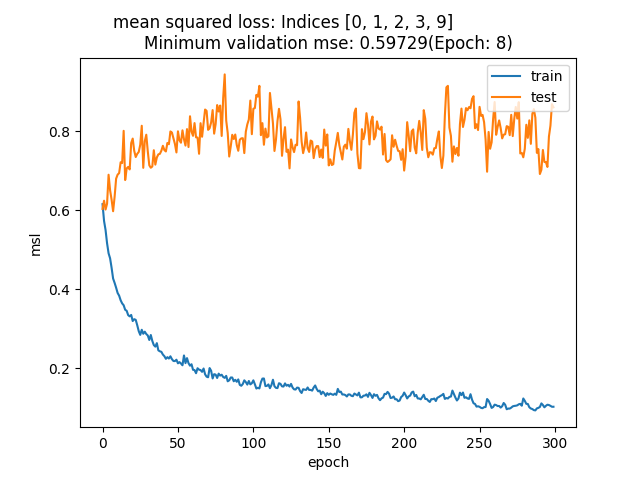 mean squared loss: Indices [0, 1, 2, 3, 9]
Minimum validation mse: 0.59729(Epoch: 8)
train
test
0.8
0.6
0.4
0.2
msl
0 50 100 150 200 250 300
epoch